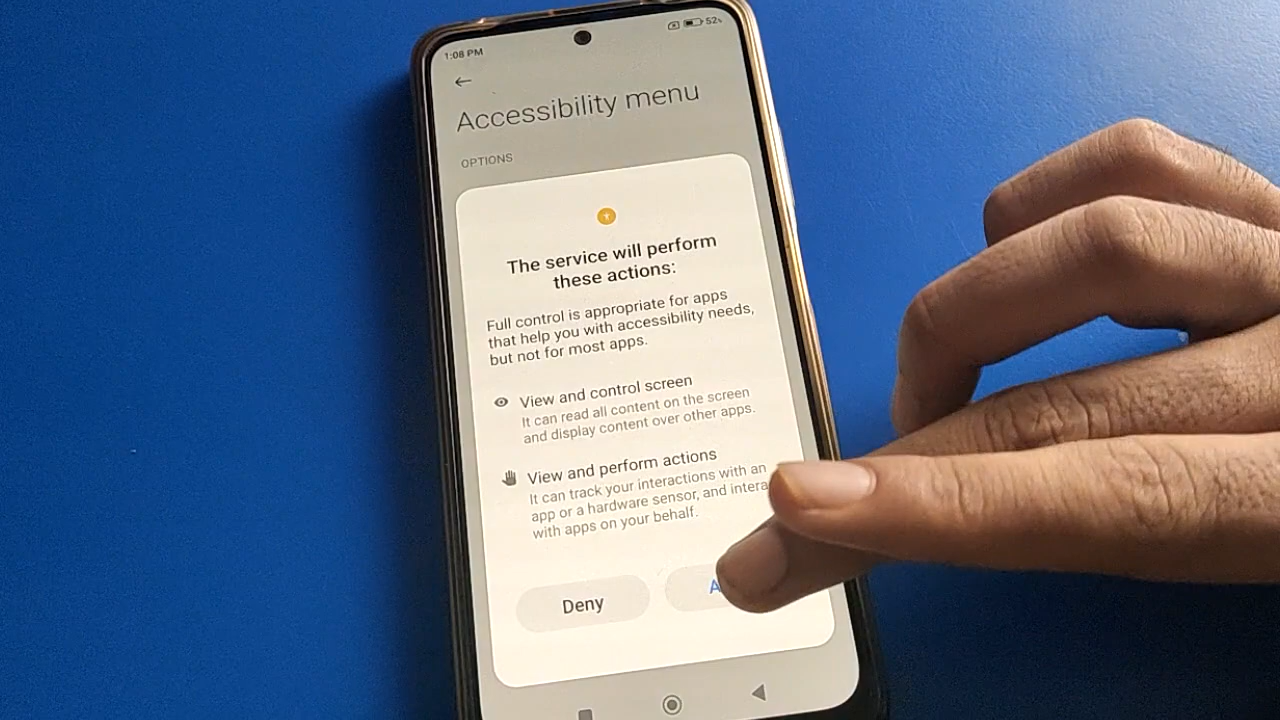 1:08 PM
52%
Accessibility menu
OPTIONS
The service will perform
these actions:
Full control is appropriate for apps
that help you with accessibility needs,
but not for most apps.
View and control screen
It can read all content on the screen
and display content over other apps.
View and perform actions
It can track your interactions with an
app or a hardware sensor, and intera
with apps on your behalf.
Deny
A